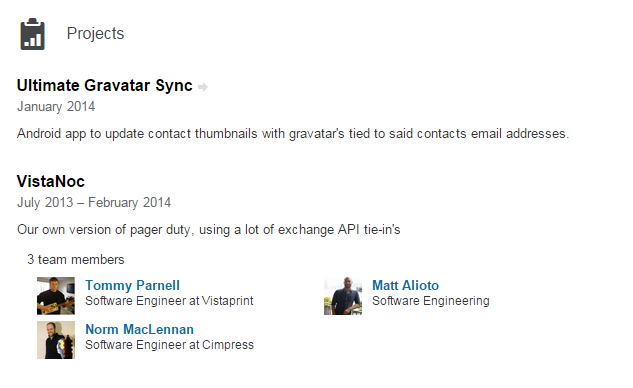 Projects
Ultimate Gravatar Sync
January 2014
Android app to update contact thumbnails with gravatar's tied to said contacts email addresses.
VistaNoc
July 2013 – February 2014
Our own version of pager duty, using a lot of exchange API tie-in's
3 team members
Tommy Parnell
Software Engineer at Vistaprint
Matt Alioto
Software Engineering
Norm MacLennan
Software Engineer at Cimpress